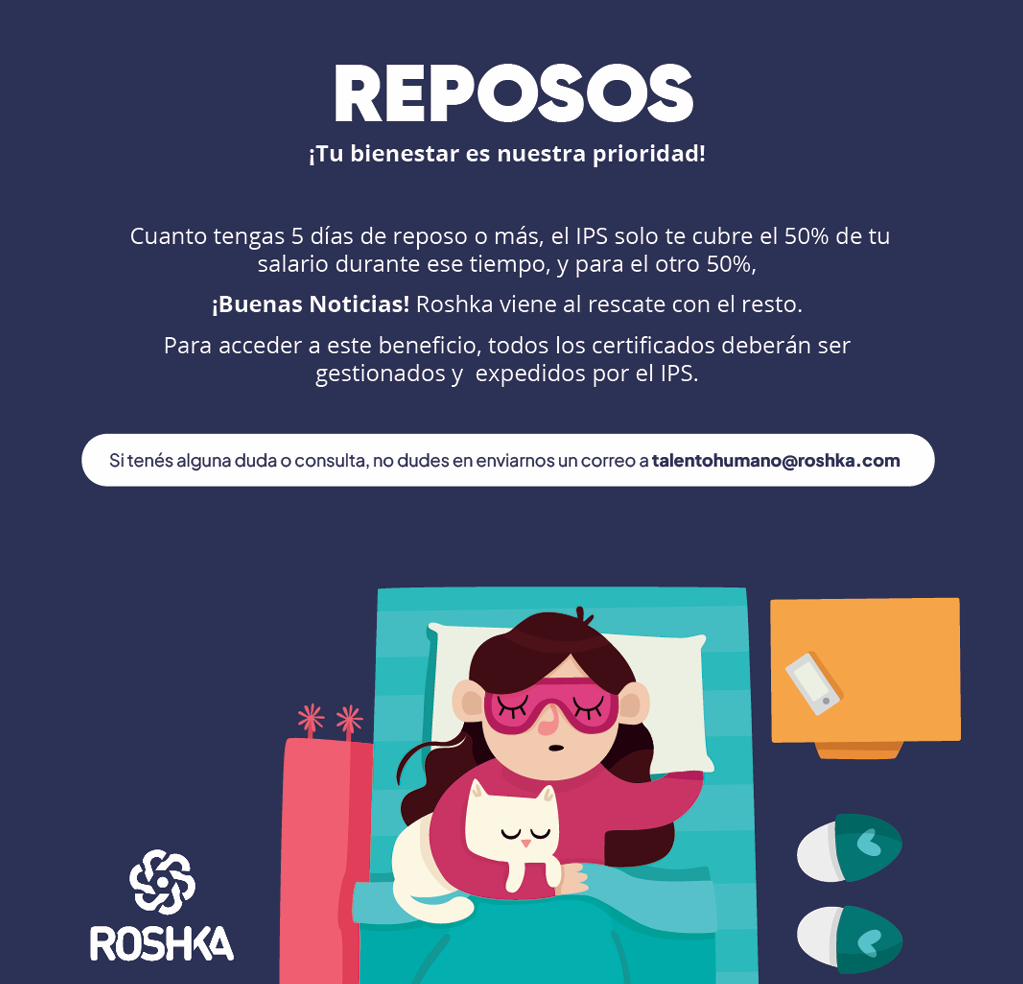 REPOSOS
¡Tu bienestar es nuestra prioridad!
Cuanto tengas 5 días de reposo o más, el IPS solo te cubre el 50% de tu
salario durante ese tiempo, y para el otro 50%,
¡Buenas Noticias! Roshka viene al rescate con el resto.
Para acceder a este beneficio, todos los certificados deberán ser
gestionados y  expedidos por el IPS.
Si tenés alguna duda o consulta, no dudes en enviarnos un correo a talentohumano@roshka.com
ROSHKA